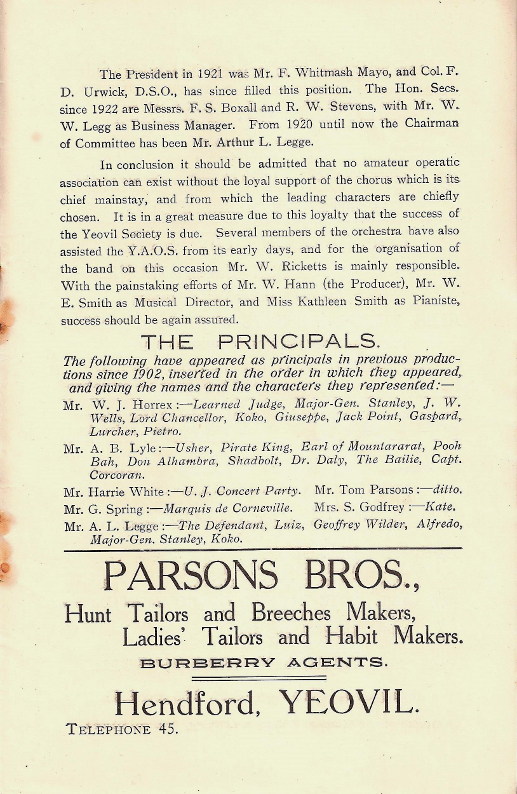 The President in 1921 was Mr. F. Whitmash Mayo, and Col. F.
D. Urwick, D.S.O., has since filled this position. The Hon. Secs.
since 1922 are Messrs. F. S. Boxall and R. W. Stevens, with Mr. W.
W. Legg as Business Manager. From 1920 until now the Chairman
of Committee has been Mr. Arthur L. Legge.
In conclusion it should be admitted that no amateur operatic
association can exist without the loyal support of the chorus which is its
chief mainstay, and from which the leading characters are chiefly
chosen. It is in a great measure due to this loyalty that the success of
the Yeovil Society is due. Several members of the orchestra have also
assisted the Y.A.O.S. from its early days, and for the organisation of
the band on this occasion Mr. W. Ricketts is mainly responsible.
With the painstaking efforts of Mr. W. Hann (the Producer), Mr. W.
E. Smith as Musical Director, and Miss Kathleen Smith as Pianiste,
success should be again assured.
THE PRINCIPALS.
The following have appeared as principals in previous produc-
tions since 1902, inserted in the order in which they appeared,
and giving the names and the characters they represented:—
Mr. W. J. Horrex:—Learned Judge, Major-Gen. Stanley, J. W.
Wells, Lord Chancellor, Koko, Giuseppe, Jack Point, Gaspard,
Lurcher, Pietro.
Mr. A. B. Lyle:—Usher, Pirate King, Earl of Mountararat, Pooh
Bah, Don Alhambra, Shadbolt, Dr. Daly, The Bailie, Capt.
Corcoran.
Mr. Harrie White:—U. J. Concert Party. Mr. Tom Parsons:—ditto.
Mr. G. Spring:—Marquis de Corneville. Mrs. S. Godfrey:—Kate.
Mr. A. L. Legge:—The Defendant, Luiz, Geoffrey Wilder, Alfredo,
Major-Gen. Stanley, Koko.
PARSONS BROS.,
Hunt Tailors and Breeches Makers,
Ladies' Tailors and Habit Makers.
BURBERRY AGENTS.
Hendford, YEOVIL.
TELEPHONE 45.